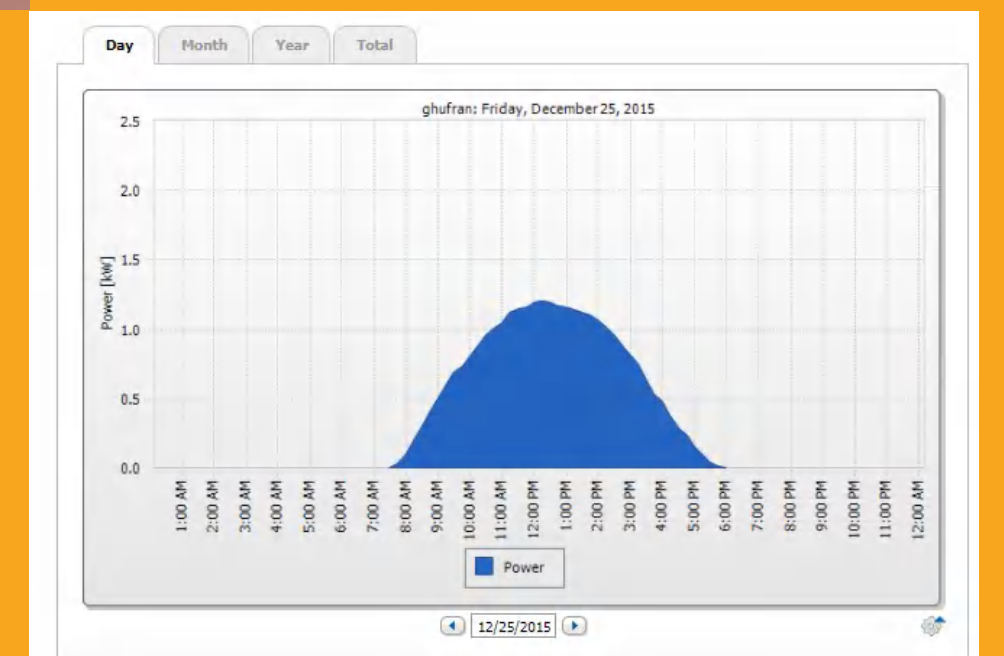 Day Month Year Total
ghufran: Friday, December 25, 2015
2.5
2.0
1.5
1.0
0.5
0.0
Power [kW]
1:00 AM 2:00 AM 3:00 AM 4:00 AM 5:00 AM 6:00 AM 7:00 AM 8:00 AM 9:00 AM 10:00 AM 11:00 AM 12:00 PM 1:00 PM 2:00 PM 3:00 PM 4:00 PM 5:00 PM 6:00 PM 7:00 PM 8:00 PM 9:00 PM 10:00 PM 11:00 PM 12:00 AM
Power
12/25/2015